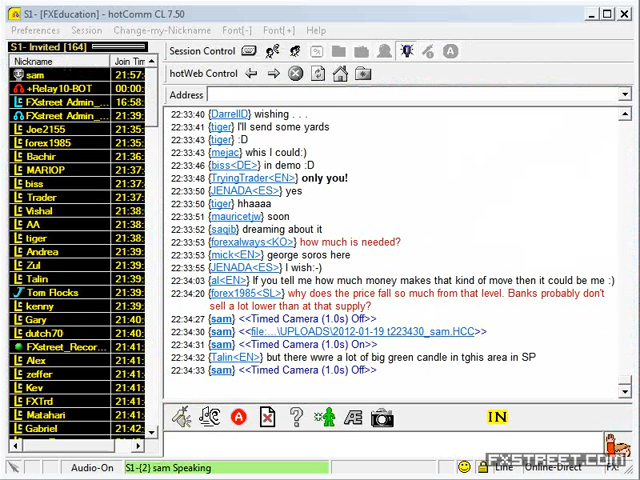 S1- [FXEducation] - hotComm CL 7.50
Preferences Session Change-my-Nickname Font[-] Font[+]
S1- Invited [164]
Nickname Join Time
sam 21:57:
+Relay10-BOT 00:00:
FXstreet Admin_... 16:58:
FXstreet Admin_... 21:39:
Joe2155 21:35:
forex1985 21:35:
Bachir 21:36:
MARIOP 21:36:
biss 21:37:
Trader 21:37:
Vishal 21:38:
AA 21:38:
tiger 21:38:
Andrea 21:38:
Zul 21:38:
Talin 21:38:
Tom Rocks 21:39:
kenny 21:39:
Gary 21:40:
dutch70 21:40:
FXstreet_Recor... 21:41:
Alex 21:41:
zeffer 21:41:
Kev 21:41:
FXTrd 21:41:
Matahari 21:41:
Gabriel 21:42:
Session Control
hotWeb Control
Address
22:33:40 {DarrellD} wishing . . .
22:33:41 {tiger} I'll send some yards
22:33:41 {tiger} :D
22:33:43 {mejac} whis I could:)
22:33:46 {biss<DE>} in demo :D
22:33:48 {TryingTrader<EN>} only you!
22:33:50 {JENADA<ES>} yes
22:33:50 {tiger} hhaaaa
22:33:51 {mauricetjw} soon
22:33:52 {saqib} dreaming about it
22:33:53 {forexalways<KO>} how much is needed?
22:33:53 {mick<EN>} george soros here
22:33:55 {JENADA<ES>} I wish:-)
22:34:03 {al<EN>} If you tell me how much money makes that kind of move then it could be me :)
22:34:20 {forex1985<SL>} why does the price fall so much from that level. Banks probably don't
sell a lot lower than at that supply?
22:34:27 {sam} <<Timed Camera (1.0s) Off>>
22:34:30 {sam} <<file:...\UPLOADS\2012-01-19 t223430_sam.HCC>>
22:34:31 {sam} <<Timed Camera (1.0s) On>>
22:34:32 {Talin<EN>} but there wwre a lot of big green candle in tghis area in SP
22:34:33 {sam} <<Timed Camera (1.0s) Off>>
IN
Audio-On S1-{2} sam Speaking Line Online-Direct FX
FXSTREET.COM